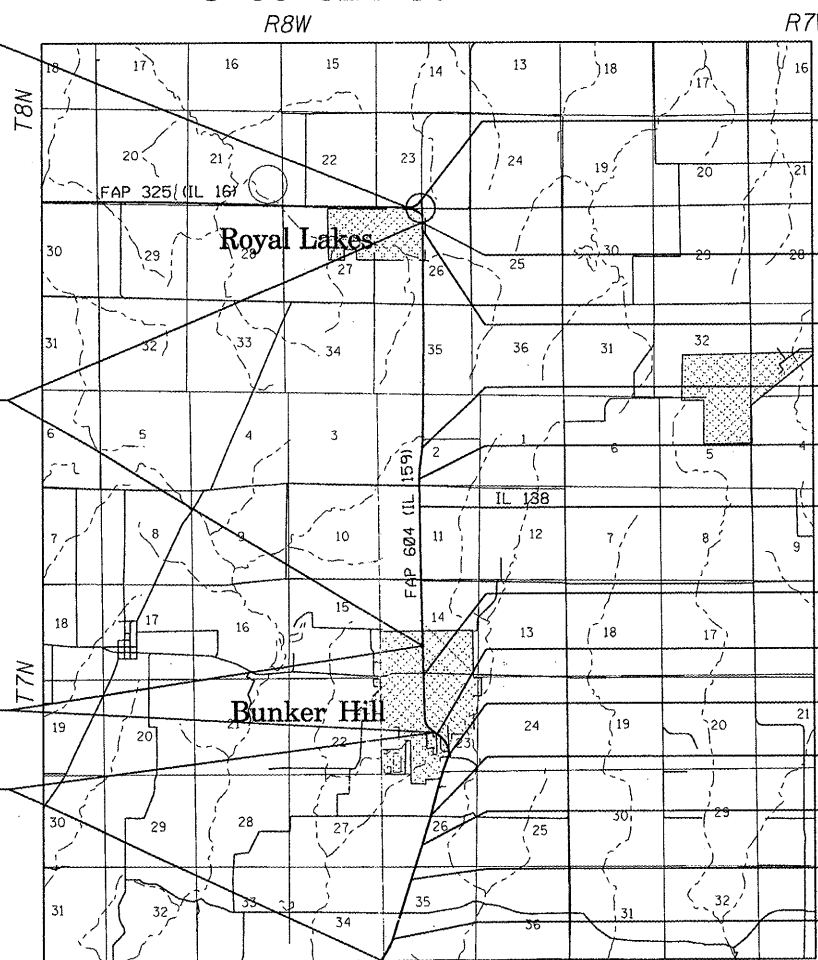 R8W
T8N
18 17 16 15 14 13 18 17 16
20 21 22 23 24 19 20 21
FAP 325 (IL 16)
Royal Lakes
30 29 28 27 26 25 30 29 28
31 32 33 34 35 36 31 32
6 5 4 3 2 1 6 5 4
FAP 604 (IL 159)
IL 138
7 8 9 10 11 12 7 8 9
18 17 16 15 14 13 18 17
T7N
Bunker Hill
19 20 21 22 23 24 19 20 21
30 29 28 27 26 25 30 29
31 32 33 34 35 36 31 32